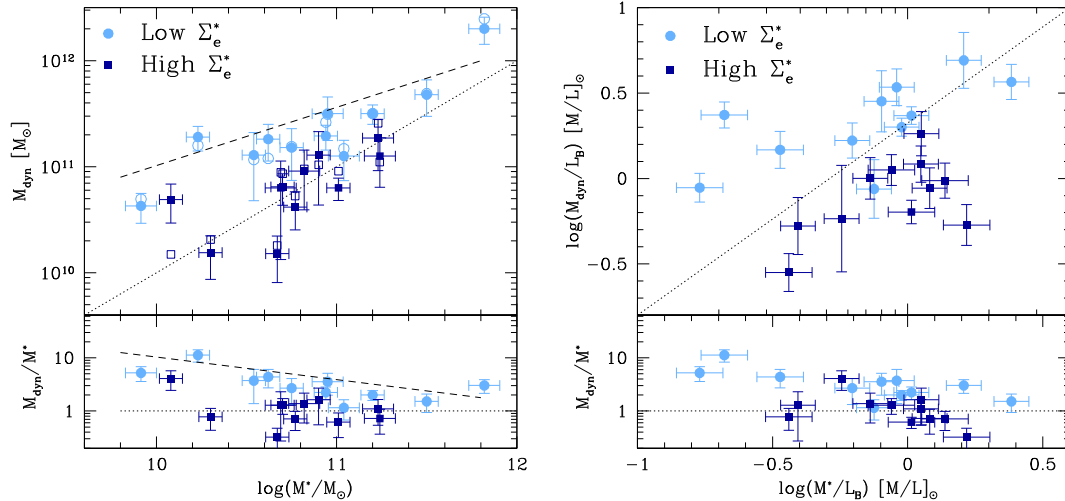 Low Σ*e
High Σ*e
10¹²
10¹¹
10¹⁰
Mdyn [M⊙]
10
1
Mdyn/M*
10
11
12
log(M*/M⊙)
Low Σ*e
High Σ*e
1
0.5
0
-0.5
log(Mdyn/LB) [M/L]⊙
10
1
Mdyn/M*
-1
-0.5
0
0.5
log(M*/LB) [M/L]⊙